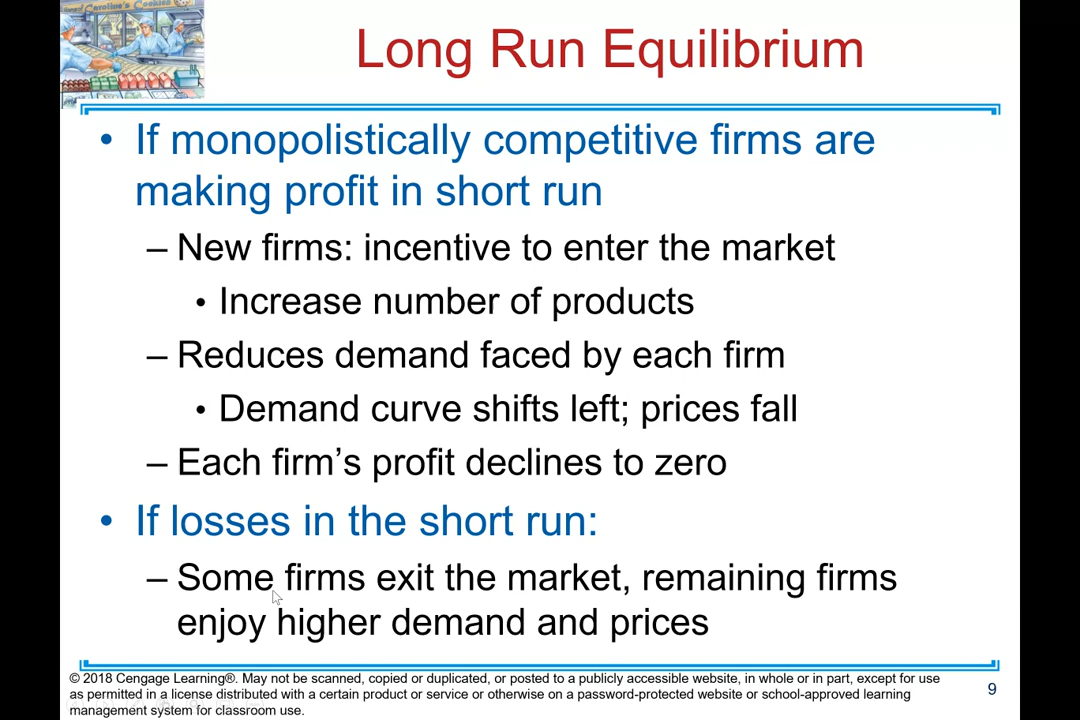 Long Run Equilibrium
• If monopolistically competitive firms are
making profit in short run
– New firms: incentive to enter the market
• Increase number of products
– Reduces demand faced by each firm
• Demand curve shifts left; prices fall
– Each firm’s profit declines to zero
• If losses in the short run:
– Some firms exit the market, remaining firms
enjoy higher demand and prices
© 2018 Cengage Learning®. May not be scanned, copied or duplicated, or posted to a publicly accessible website, in whole or in part, except for use
as permitted in a license distributed with a certain product or service or otherwise on a password-protected website or school-approved learning
management system for classroom use.
9